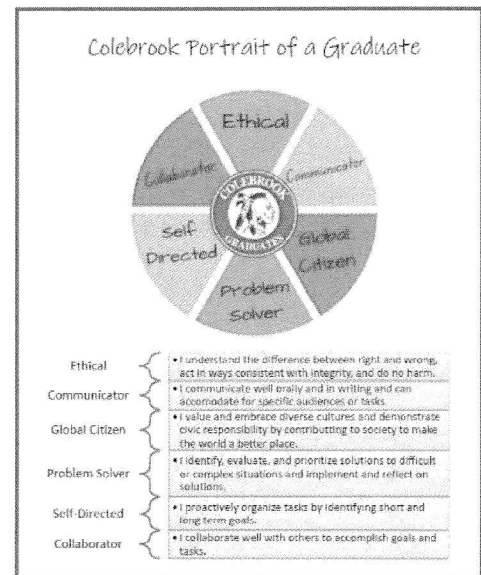 Colebrook Portrait of a Graduate
Ethical
Communicator
Global
Citizen
Problem
Solver
Self
Directed
Collaborator
COLEBROOK
GRADUATES
Ethical
• I understand the difference between right and wrong,
act in ways consistent with integrity, and do no harm.
Communicator
• I communicate well orally and in writing and can
accomodate for specific audiences or tasks.
Global Citizen
• I value and embrace diverse cultures and demonstrate
civic responsibility by contributting to society to make
the world a better place.
Problem Solver
• I identify, evaluate, and prioritize solutions to difficult
or complex situations and implement and reflect on
solutions.
Self-Directed
• I proactively organize tasks by identifying short and
long term goals.
Collaborator
• I collaborate well with others to accomplish goals and
tasks.